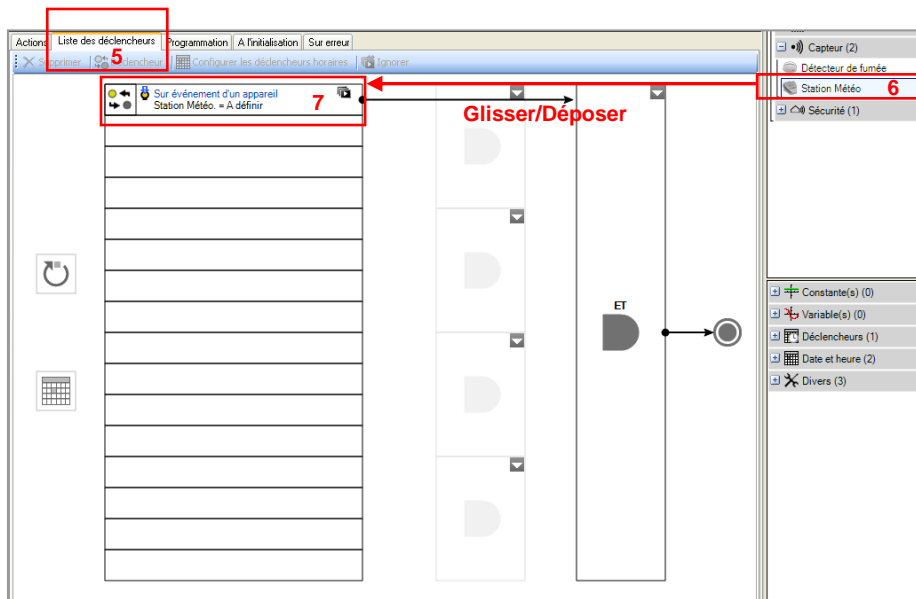 Actions Liste des déclencheurs Programmation A l'initialisation Sur erreur
5
Supprimer Déclencheur Configurer les déclencheurs horaires Ignorer
Sur événement d'un appareil
Station Météo. = A définir
7
Glisser/Déposer
ET
Capteur (2)
Détecteur de fumée
Station Météo 6
Sécurité (1)
Constante(s) (0)
Variable(s) (0)
Déclencheurs (1)
Date et heure (2)
Divers (3)